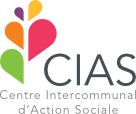 CIAS
Centre Intercommunal
d'Action Sociale